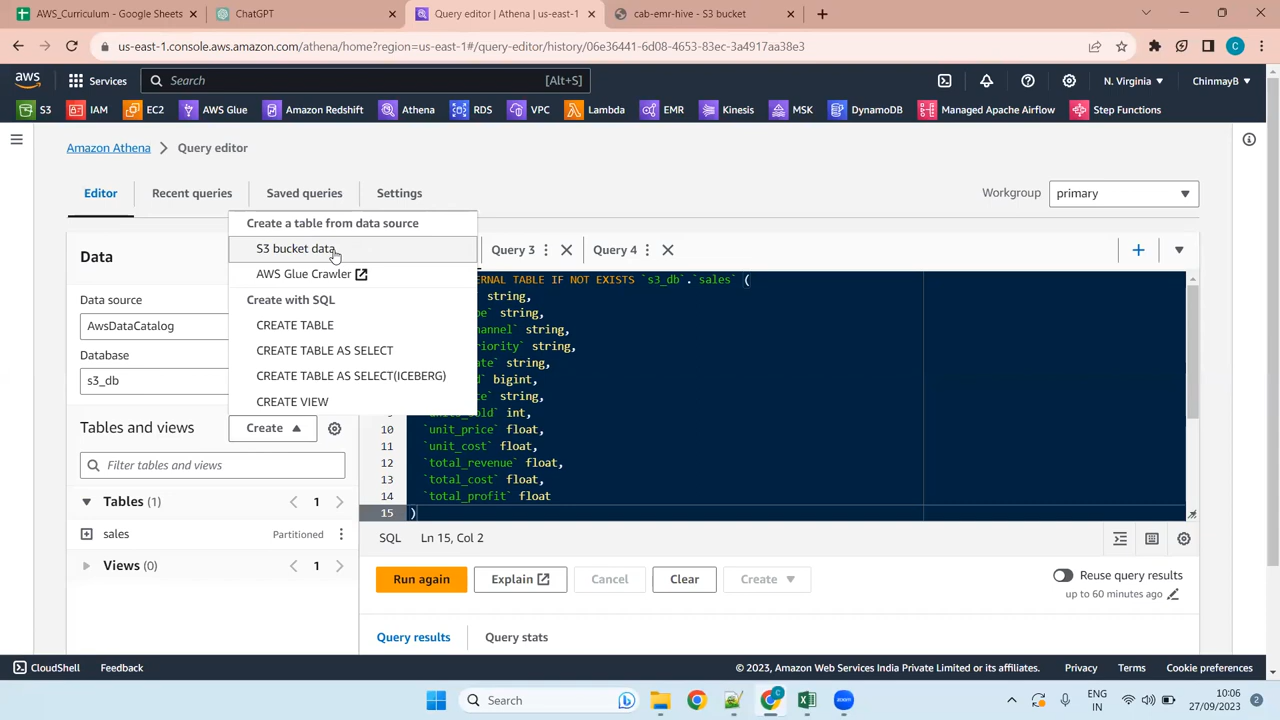 AWS_Curriculum - Google Sheets
ChatGPT
Query editor | Athena | us-east-1
cab-emr-hive - S3 bucket
us-east-1.console.aws.amazon.com/athena/home?region=us-east-1#/query-editor/history/06e36441-6d08-4653-83ec-3a4917aa38e3
C
aws
Services
Search
[Alt+S]
N. Virginia
ChinmayB
S3
IAM
EC2
AWS Glue
Amazon Redshift
Athena
RDS
VPC
Lambda
EMR
Kinesis
MSK
DynamoDB
Managed Apache Airflow
Step Functions
Amazon Athena
Query editor
Editor
Recent queries
Saved queries
Settings
Workgroup
primary
Create a table from data source
S3 bucket data
AWS Glue Crawler
Create with SQL
CREATE TABLE
CREATE TABLE AS SELECT
CREATE TABLE AS SELECT(ICEBERG)
CREATE VIEW
Data
Data source
AwsDataCatalog
Database
s3_db
Tables and views
Create
Filter tables and views
Tables (1)
1
sales
Partitioned
Views (0)
1
Query 3
Query 4
ERNAL TABLE IF NOT EXISTS `s3_db`.`sales` (
string,
string,
hannel` string,
riority` string,
ate` string,
d` bigint,
string,
int,
10 `unit_price` float,
11 `unit_cost` float,
12 `total_revenue` float,
13 `total_cost` float,
14 `total_profit` float
15 )
SQL
Ln 15, Col 2
Run again
Explain
Cancel
Clear
Create
Reuse query results
up to 60 minutes ago
Query results
Query stats
CloudShell
Feedback
© 2023, Amazon Web Services India Private Limited or its affiliates.
Privacy
Terms
Cookie preferences
Search
C
zoom
ENG
IN
10:06
27/09/2023
2